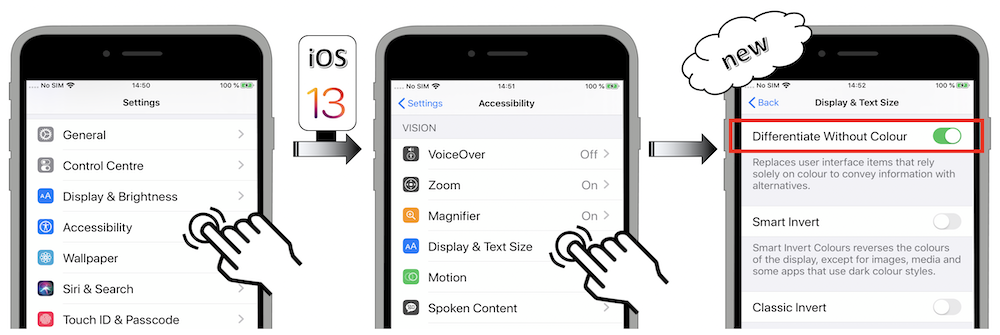 .... No SIM 14:50 100 %
Settings
General
Control Centre
Display & Brightness
Accessibility
Wallpaper
Siri & Search
Touch ID & Passcode
iOS
13
.... No SIM 14:51 100 %
Settings Accessibility
VISION
VoiceOver Off
Zoom On
Magnifier On
Display & Text Size
Motion
Spoken Content
new
.... No SIM 14:52 100 %
Back Display & Text Size
Differentiate Without Colour
Replaces user interface items that rely
solely on colour to convey information with
alternatives.
Smart Invert
Smart Invert Colours reverses the colours
of the display, except for images, media and
some apps that use dark colour styles.
Classic Invert